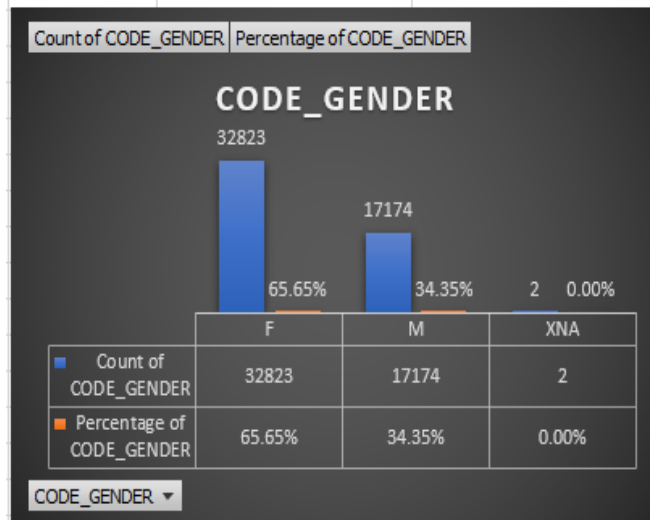 Count of CODE_GENDER Percentage of CODE_GENDER
CODE_GENDER
32823
17174
65.65% 34.35% 2 0.00%
F M XNA
Count of
CODE_GENDER 32823 17174 2
Percentage of
CODE_GENDER 65.65% 34.35% 0.00%
CODE_GENDER